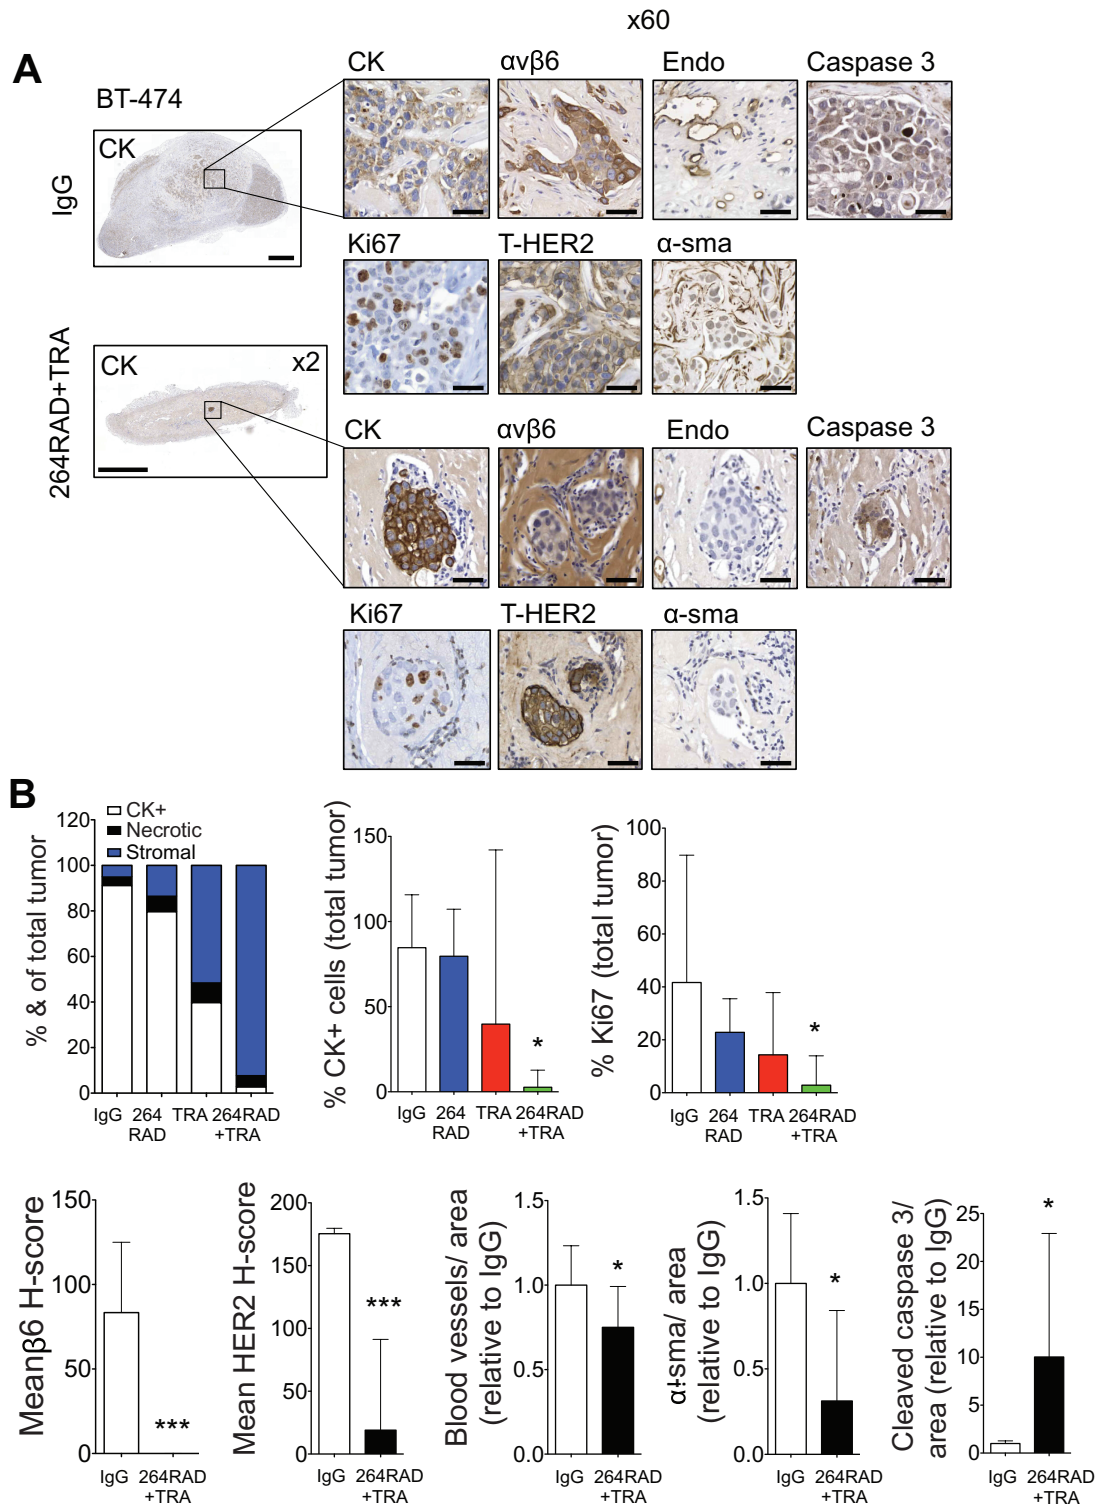 x60
A
BT-474
CK αvβ6 Endo Caspase 3
CK
IgG
Ki67 T-HER2 α-sma
264RAD+TRA
CK x2
CK αvβ6 Endo Caspase 3
Ki67 T-HER2 α-sma
B
% & of total tumor
120
100
80
60
40
20
0
CK+
Necrotic
Stromal
IgG 264 TRA 264RAD
RAD +TRA
% CK+ cells (total tumor)
150
100
50
0
*
IgG 264 TRA 264RAD
RAD +TRA
% Ki67 (total tumor)
100
80
60
40
20
0
*
IgG 264 TRA 264RAD
RAD +TRA
Meanβ6 H-score
150
100
50
0
***
IgG 264RAD
+TRA
Mean HER2 H-score
200
150
100
50
0
***
IgG 264RAD
+TRA
Blood vessels/ area
(relative to IgG)
1.5
1.0
0.5
0.0
*
IgG 264RAD
+TRA
α-sma/ area
(relative to IgG)
1.5
1.0
0.5
0.0
*
IgG 264RAD
+TRA
Cleaved caspase 3/
area (relative to IgG)
25
20
15
10
5
0
*
IgG 264RAD
+TRA